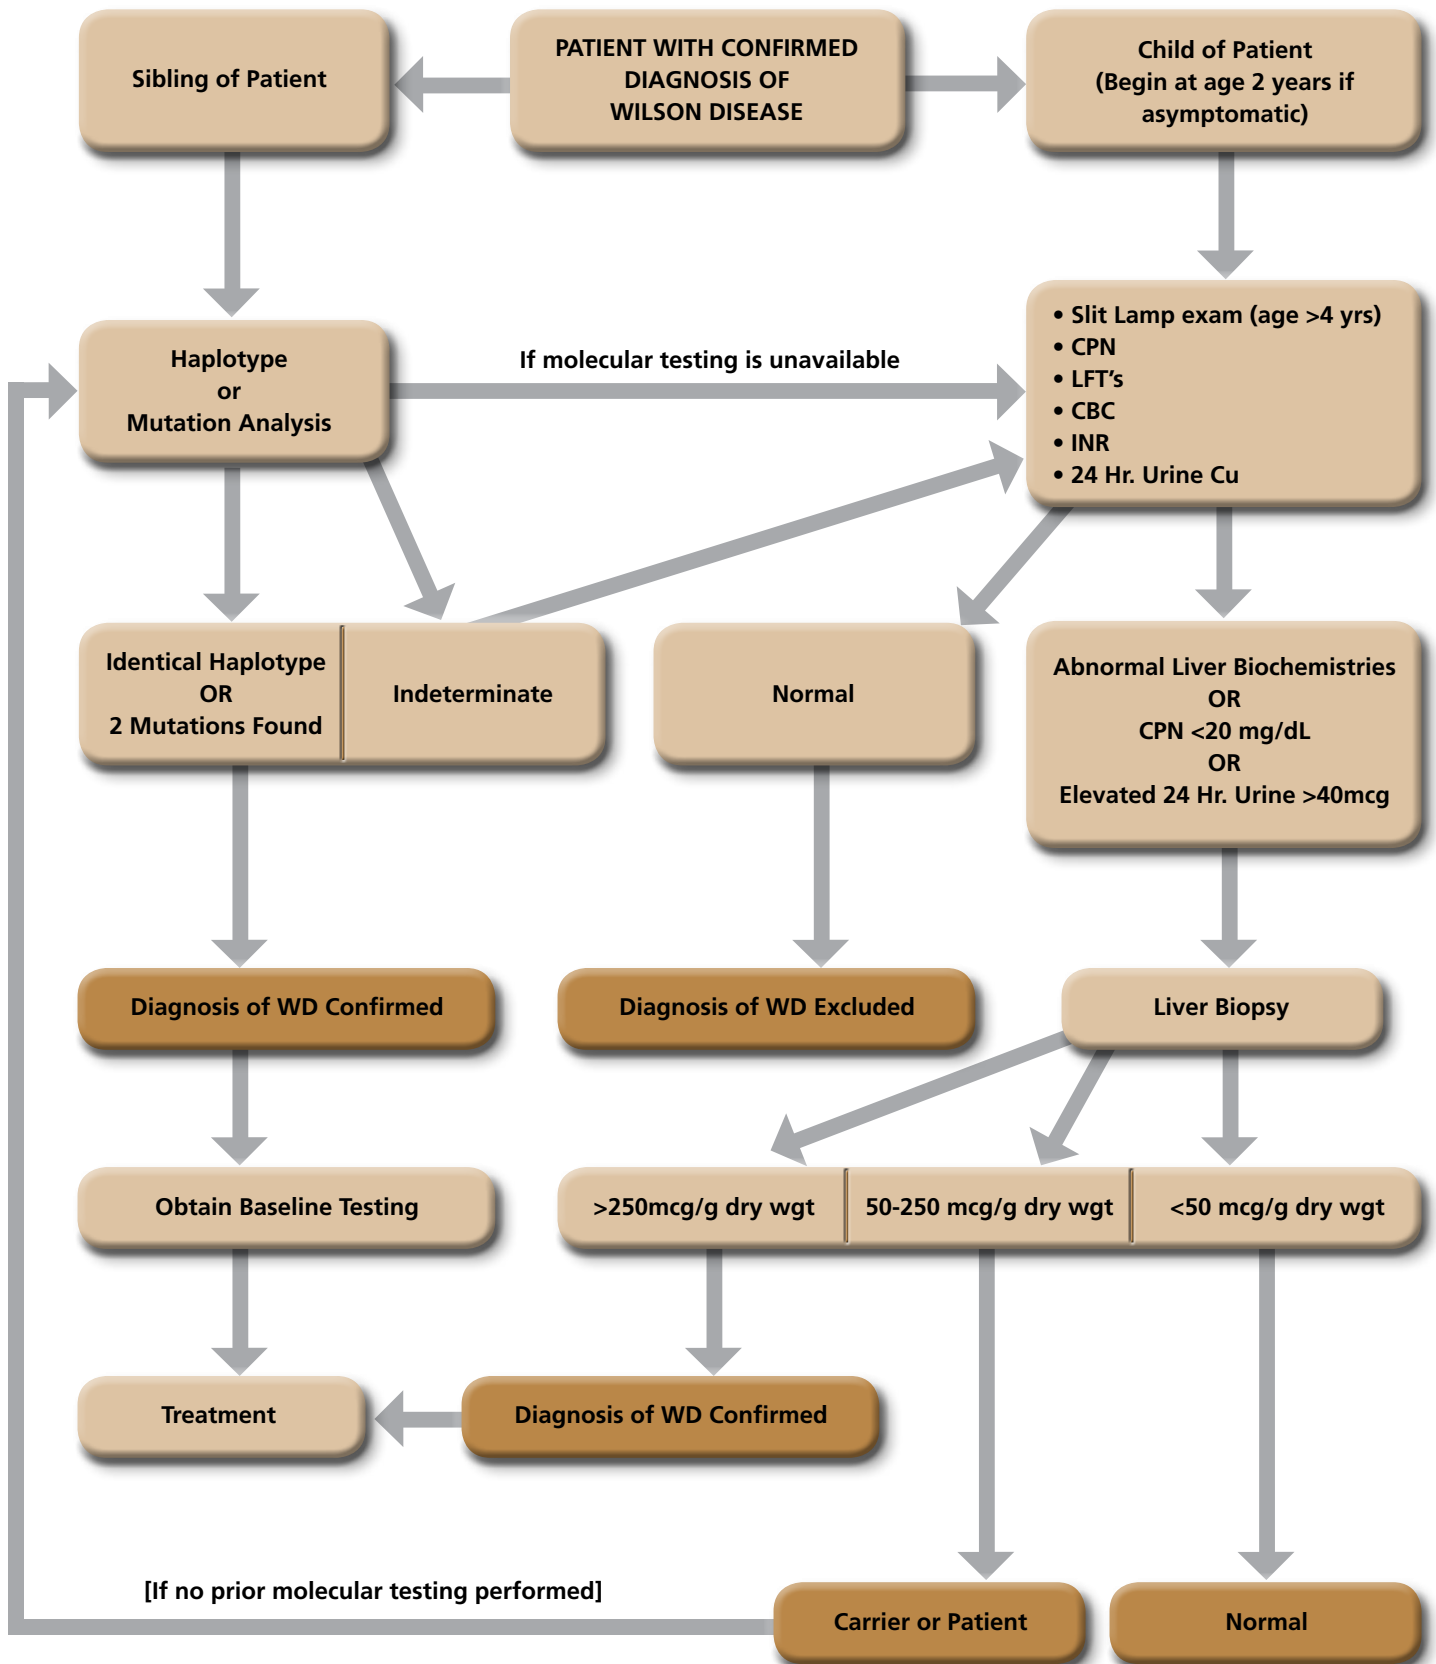 Sibling of Patient
PATIENT WITH CONFIRMED
DIAGNOSIS OF
WILSON DISEASE
Child of Patient
(Begin at age 2 years if
asymptomatic)
Haplotype
or
Mutation Analysis
If molecular testing is unavailable
• Slit Lamp exam (age >4 yrs)
• CPN
• LFT's
• CBC
• INR
• 24 Hr. Urine Cu
Identical Haplotype
OR
2 Mutations Found
Indeterminate
Normal
Abnormal Liver Biochemistries
OR
CPN <20 mg/dL
OR
Elevated 24 Hr. Urine >40mcg
Diagnosis of WD Confirmed
Diagnosis of WD Excluded
Liver Biopsy
Obtain Baseline Testing
>250mcg/g dry wgt
50-250 mcg/g dry wgt
<50 mcg/g dry wgt
Treatment
Diagnosis of WD Confirmed
[If no prior molecular testing performed]
Carrier or Patient
Normal